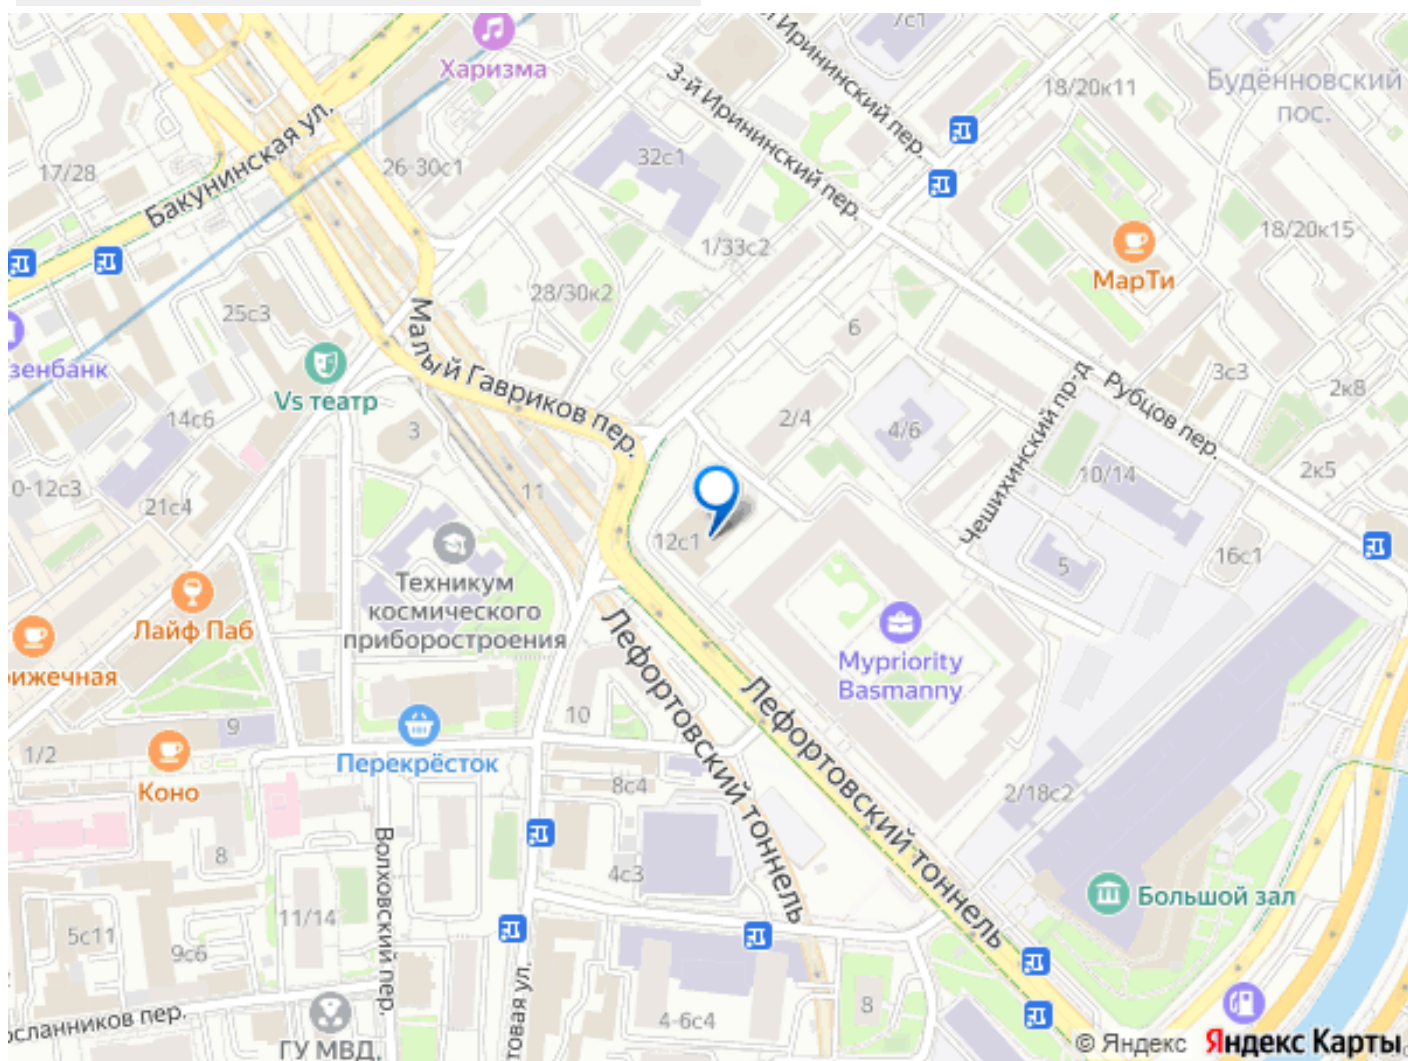 7с1
Харизма
3-й Ирининский пер.
Ирининский пер.
18/20к11
Будённовский
пос.
Бакунинская ул.
17/28
26-30с1
32с1
1/33с2
18/20к15
МарТи
28/30к2
25с3
Малый Гавриков пер.
6
зенбанк
Vs театр
14с6
3
2/4
4/6
Чешихинский пр-д
Рубцов пер.
3с3
2к8
0-12с3
21с4
11
10/14
2к5
12с1
16с1
5
Техникум
космического
приборостроения
Лайф Паб
рижечная
Mypriority
Basmanny
Лефортовский тоннель
Лефортовский тоннель
10
9
1/2
Перекрёсток
Коно
8с4
2/18с2
Волховский пер.
8
4с3
Большой зал
11/14
5с11
9с6
товая ул.
осланников пер.
ГУ МВД,
4-6с4
8
© Яндекс Яндекс Карты